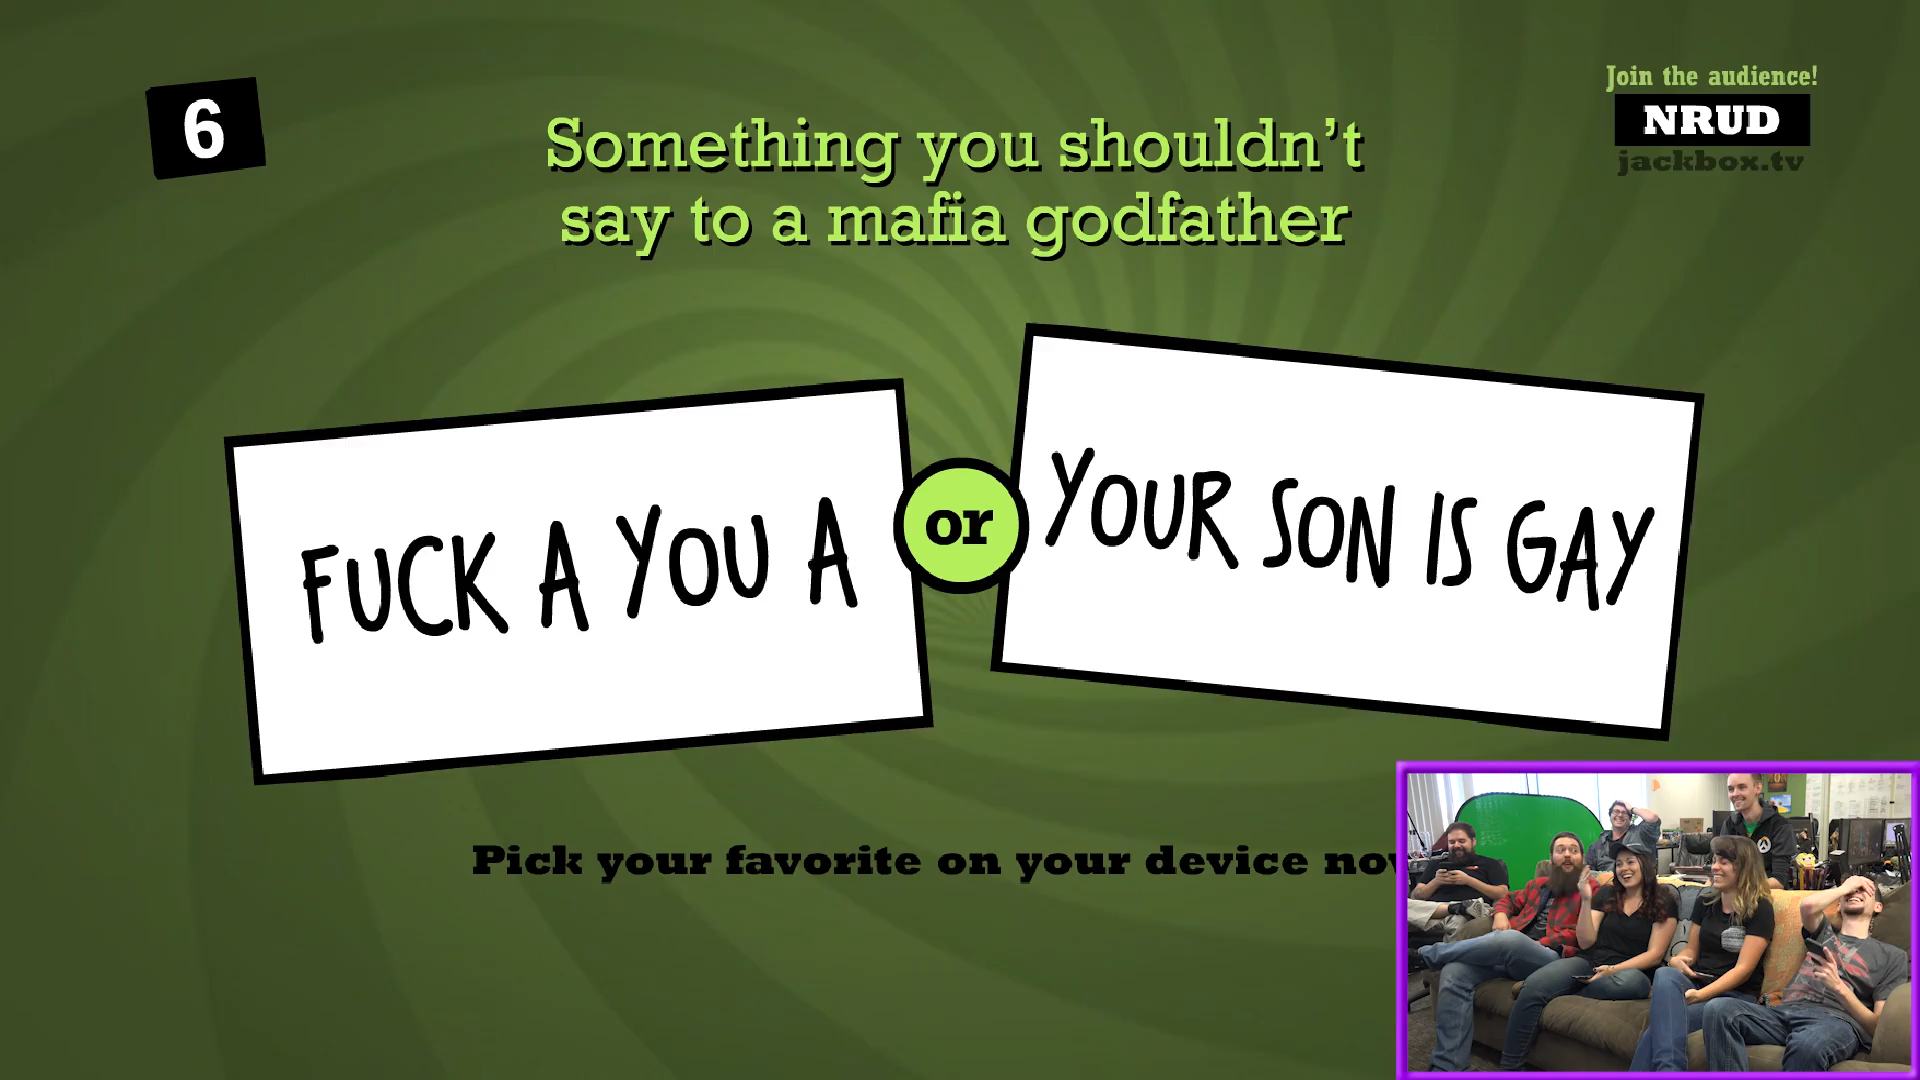 6
Something you shouldn't
say to a mafia godfather
Join the audience!
NRUD
jackbox.tv
FUCK A YOU A
or
YOUR SON IS GAY
Pick your favorite on your device now